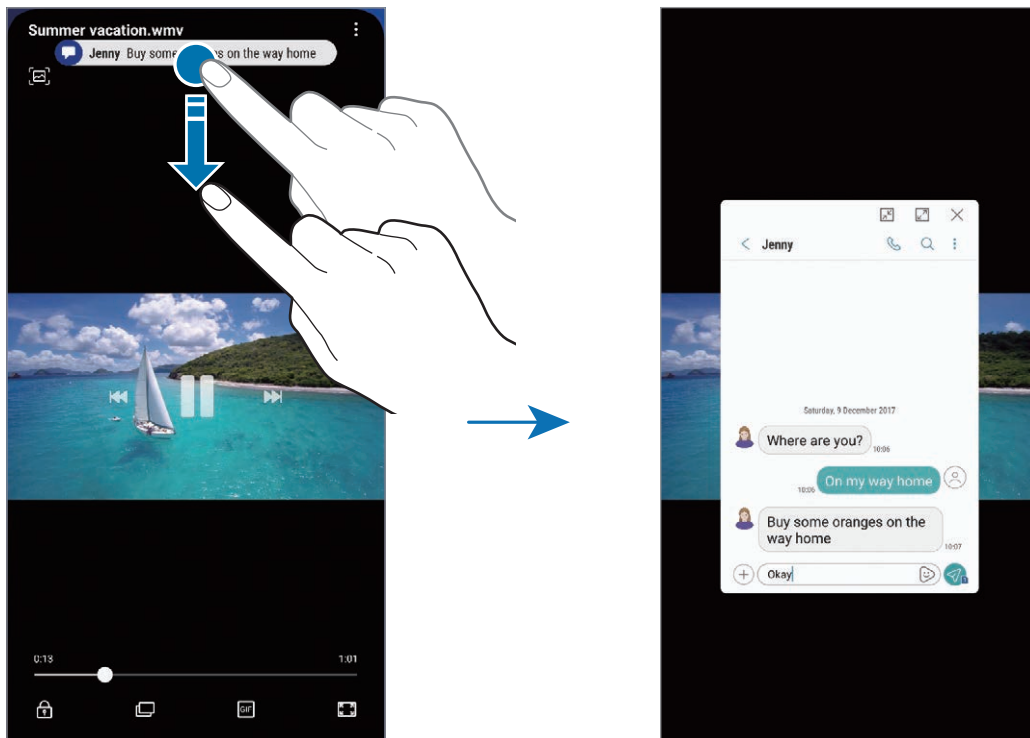 Summer vacation.wmv
Jenny Buy some es on the way home
0:13
1:01
GIF
Jenny
Saturday, 9 December 2017
Where are you?
10:06
On my way home
10:06
Buy some oranges on the
way home
10:07
Okay